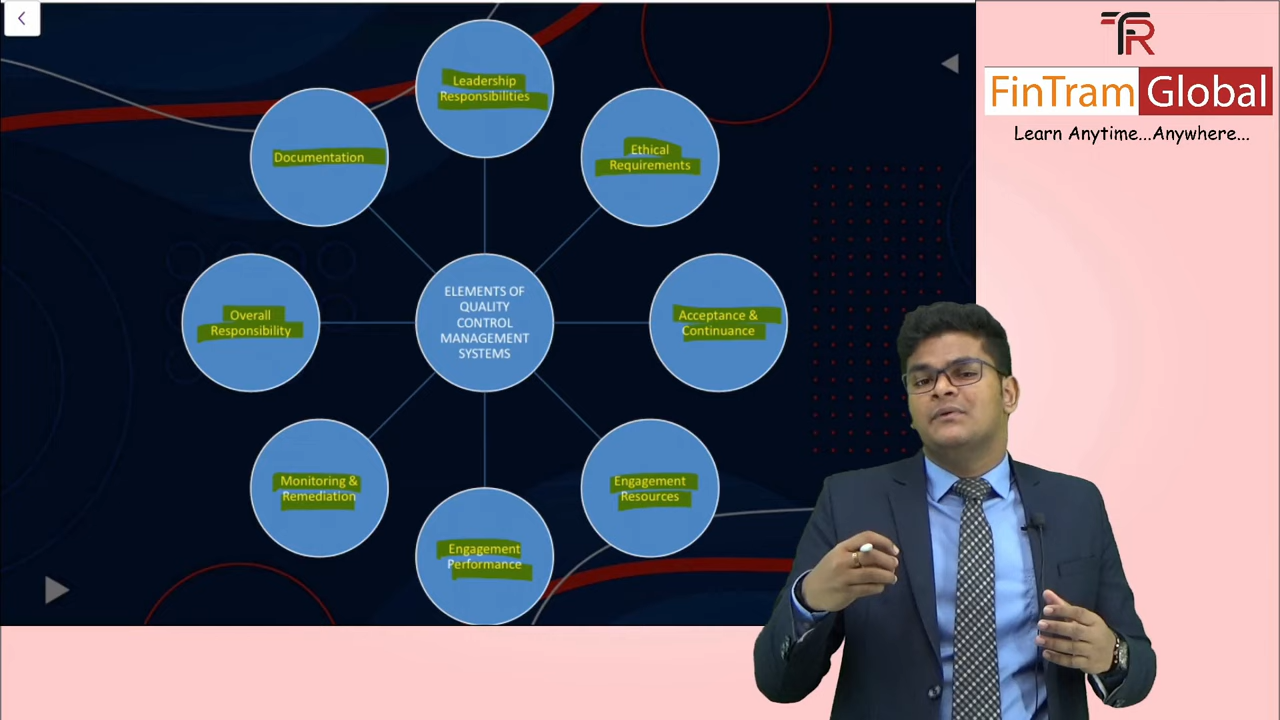 Leadership
Responsibilities
Ethical
Requirements
Acceptance &
Continuance
Engagement
Resources
Engagement
Performance
Monitoring &
Remediation
Overall
Responsibility
Documentation
ELEMENTS OF
QUALITY
CONTROL
MANAGEMENT
SYSTEMS
TR
FinTram Global
Learn Anytime...Anywhere...